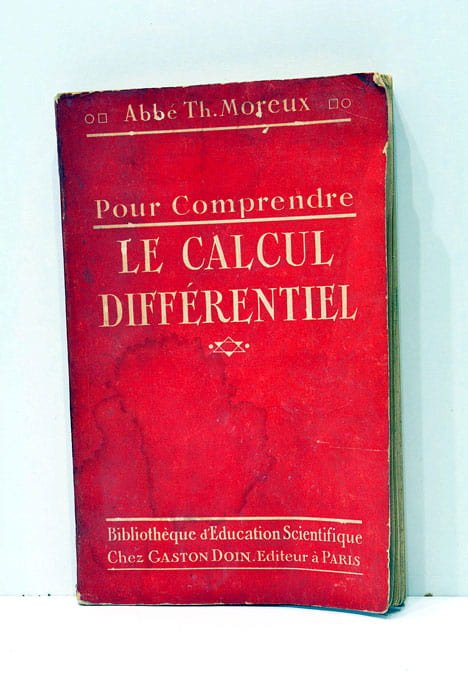 Abbé Th. Moreux
Pour Comprendre
LE CALCUL
DIFFÉRENTIEL
Bibliothèque d'Education Scientifique
Chez GASTON DOIN. Editeur à PARIS